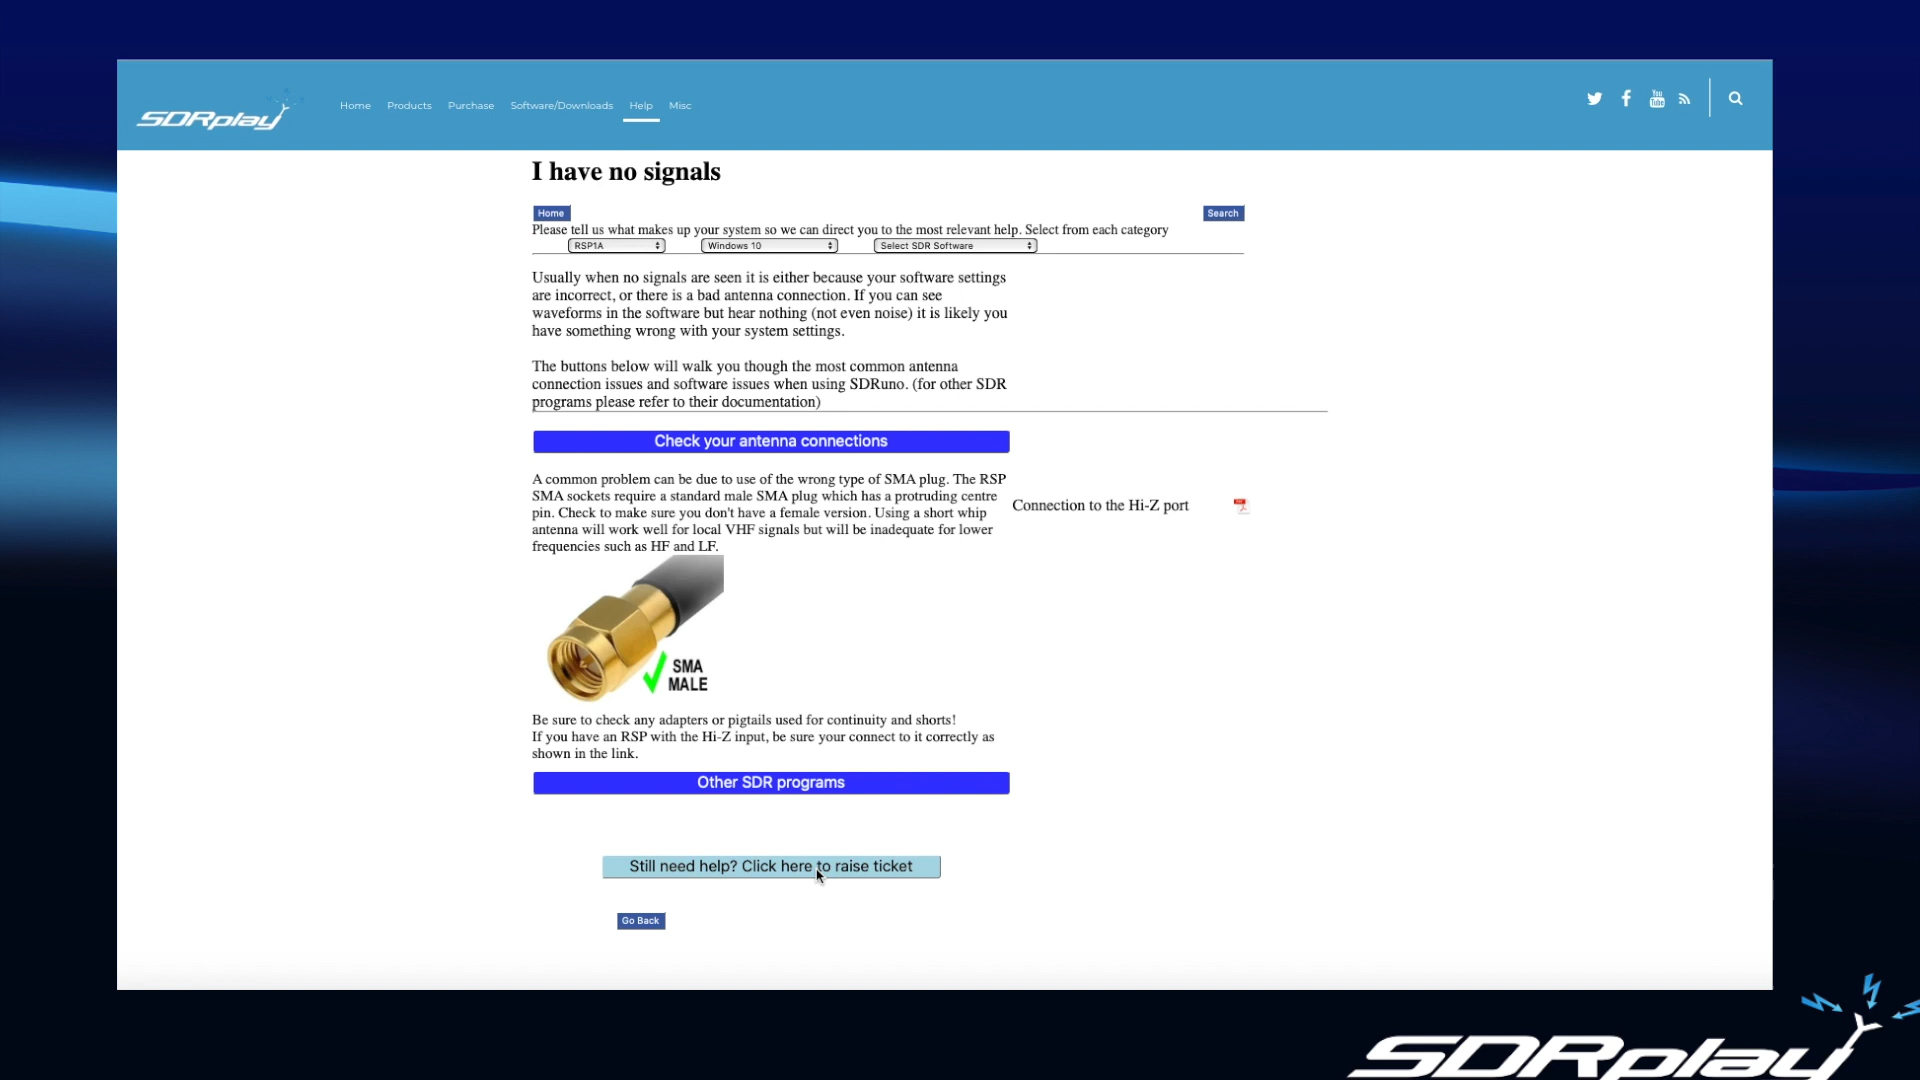 SDRplay
Home Products Purchase Software/Downloads Help Misc
You
Tube
I have no signals
Home
Search
Please tell us what makes up your system so we can direct you to the most relevant help. Select from each category
RSP1A Windows 10 Select SDR Software
Usually when no signals are seen it is either because your software settings
are incorrect, or there is a bad antenna connection. If you can see
waveforms in the software but hear nothing (not even noise) it is likely you
have something wrong with your system settings.
The buttons below will walk you though the most common antenna
connection issues and software issues when using SDRuno. (for other SDR
programs please refer to their documentation)
Check your antenna connections
A common problem can be due to use of the wrong type of SMA plug. The RSP
SMA sockets require a standard male SMA plug which has a protruding centre
pin. Check to make sure you don't have a female version. Using a short whip
antenna will work well for local VHF signals but will be inadequate for lower
frequencies such as HF and LF.
Connection to the Hi-Z port
SMA
MALE
Be sure to check any adapters or pigtails used for continuity and shorts!
If you have an RSP with the Hi-Z input, be sure your connect to it correctly as
shown in the link.
Other SDR programs
Still need help? Click here to raise ticket
Go Back
SDRplay